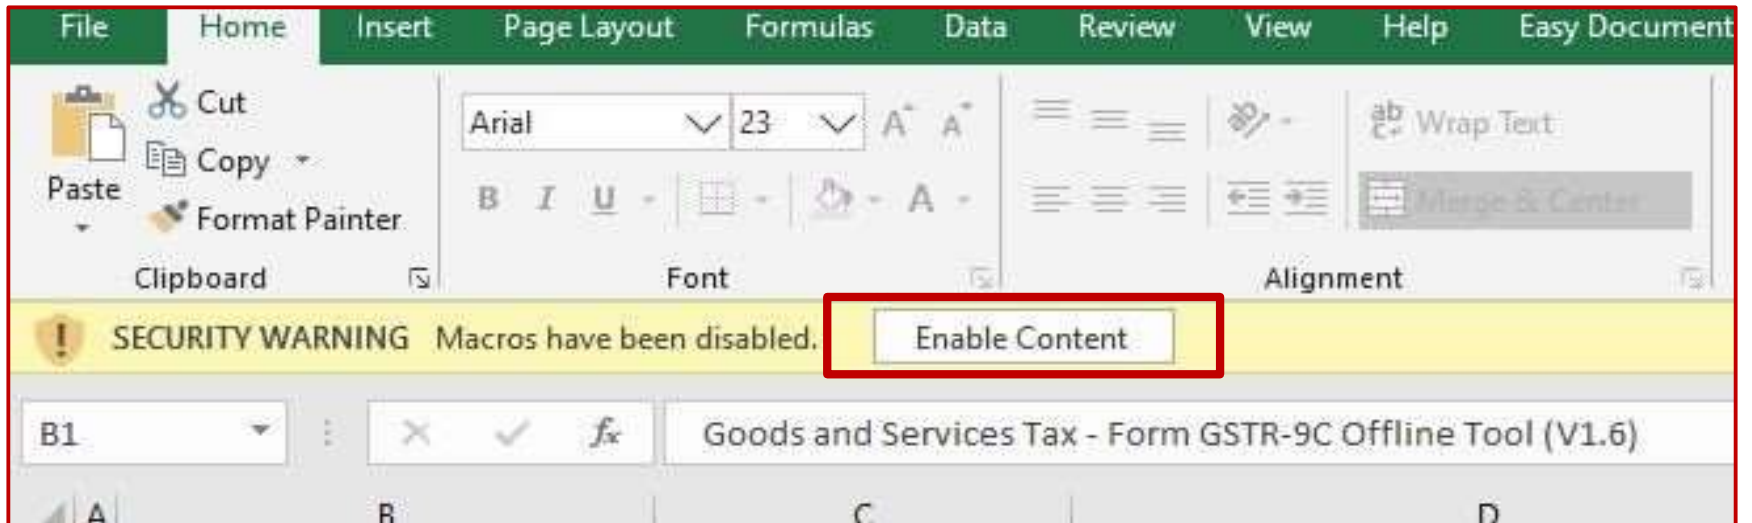 File Home Insert Page Layout Formulas Data Review View Help Easy Document
Cut
Copy
Paste
Format Painter
Clipboard
Arial 23 A A
B I U A
Font
ab Wrap Text
Merge & Center
Alignment
SECURITY WARNING Macros have been disabled. Enable Content
B1 fx Goods and Services Tax - Form GSTR-9C Offline Tool (V1.6)
A B C D